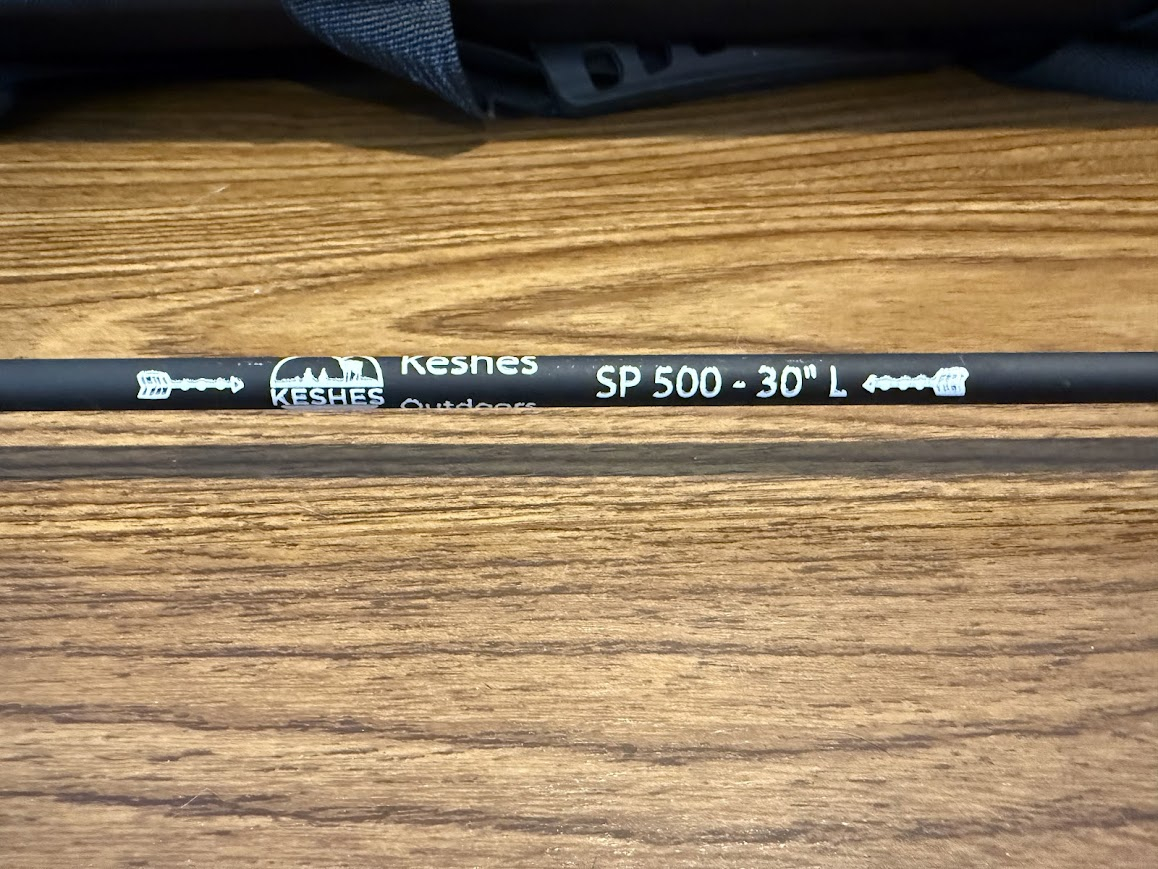 KESHES
Keshes
Outdoors
SP 500 - 30" L